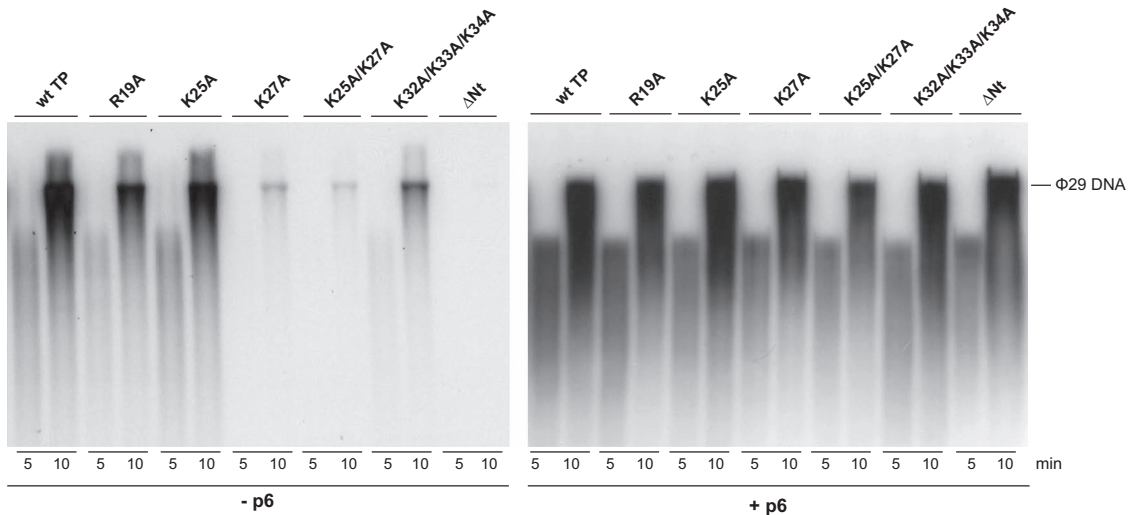 wt TP R19A K25A K27A K25A/K27A K32A/K33A/K34A ΔNt
wt TP R19A K25A K27A K25A/K27A K32A/K33A/K34A ΔNt
Φ29 DNA
5 10 5 10 5 10 5 10 5 10 5 10 5 10
5 10 5 10 5 10 5 10 5 10 5 10 5 10 min
- p6
+ p6